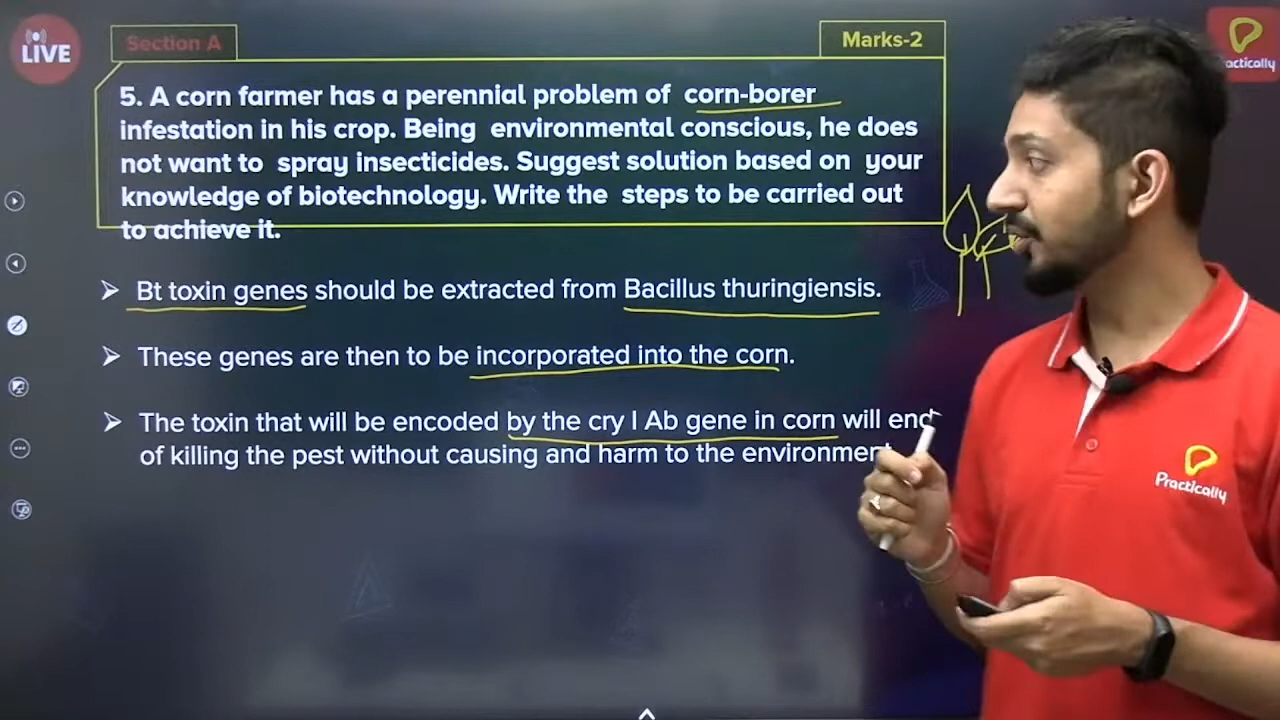 LIVE
Section A
Marks-2
Practically
5. A corn farmer has a perennial problem of corn-borer
infestation in his crop. Being environmental conscious, he does
not want to spray insecticides. Suggest solution based on your
knowledge of biotechnology. Write the steps to be carried out
to achieve it.
➤ Bt toxin genes should be extracted from Bacillus thuringiensis.
➤ These genes are then to be incorporated into the corn.
➤ The toxin that will be encoded by the cry I Ab gene in corn will end
of killing the pest without causing and harm to the environment
Practically